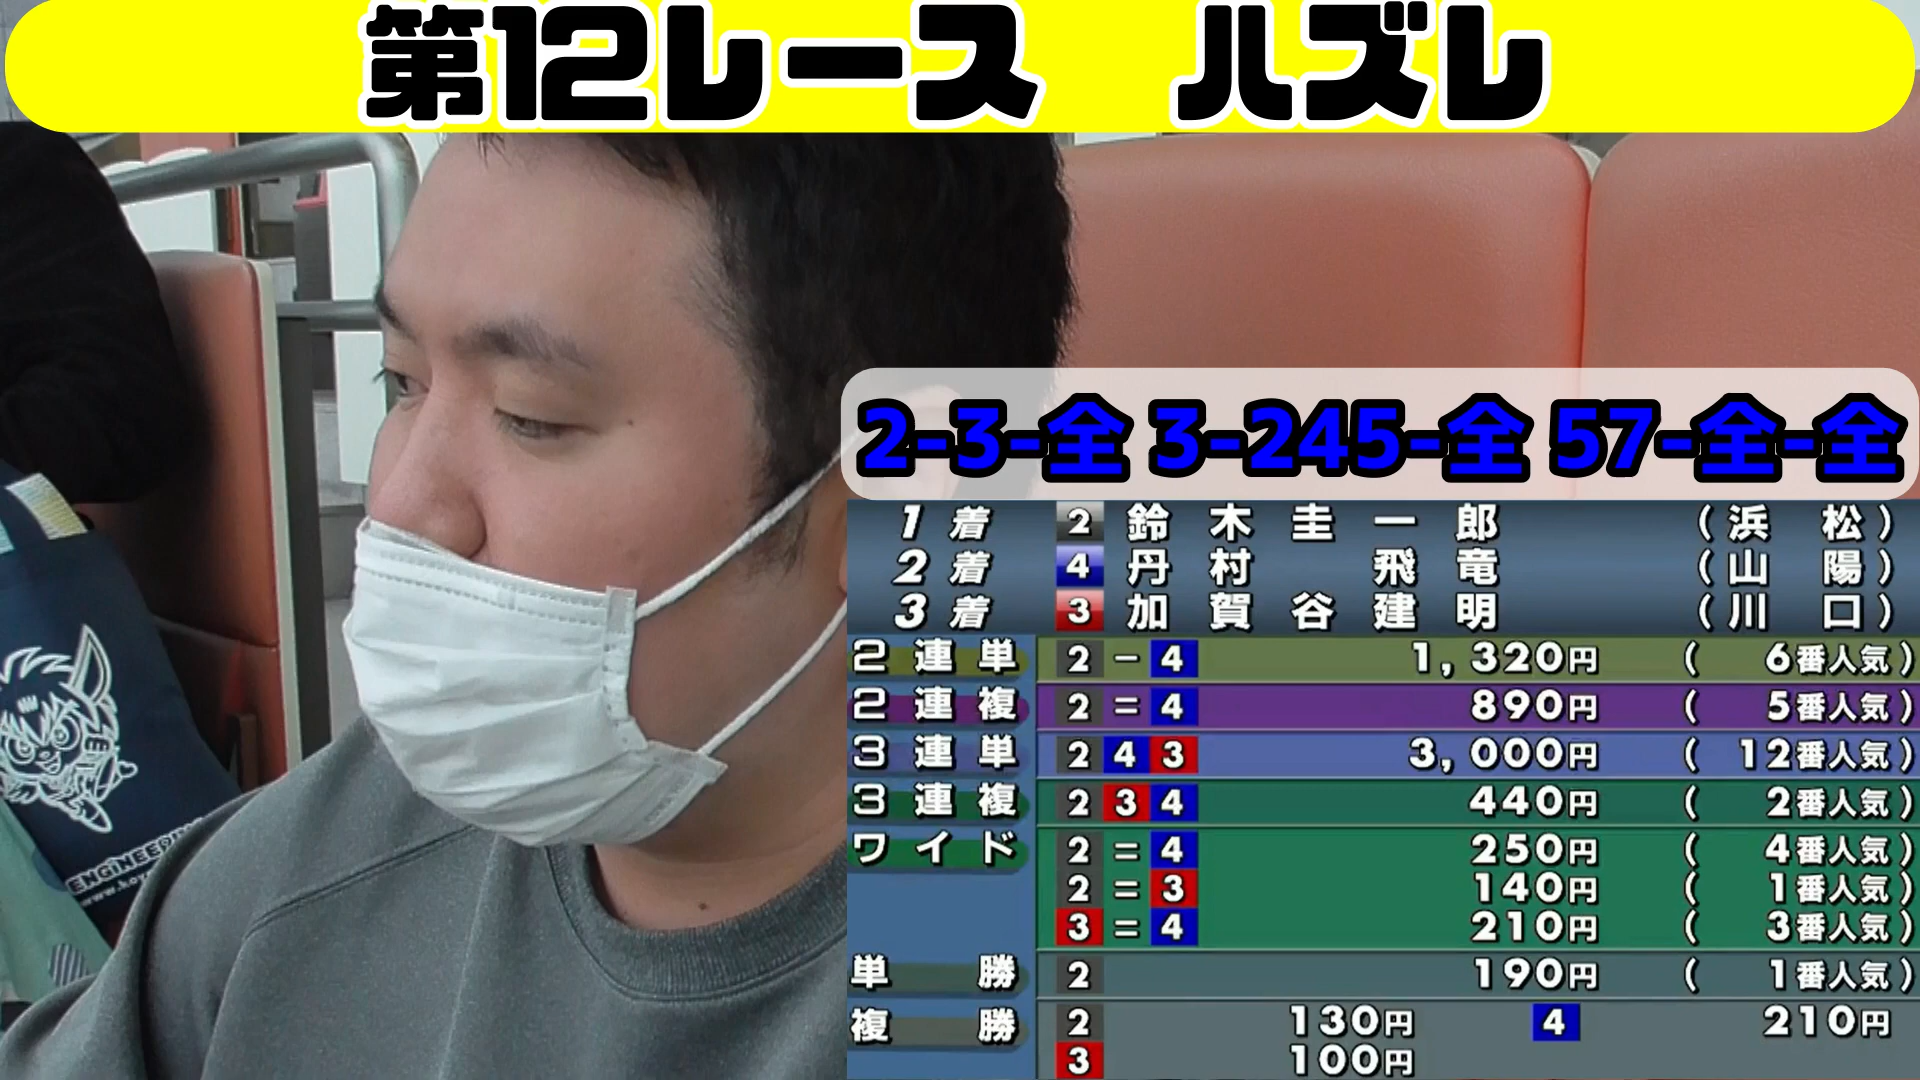 第12レース ハズレ
2-3-全 3-245-全 57-全-全
1着 2 鈴木圭一郎 (浜松)
2着 4 丹村飛竜 (山陽)
3着 3 加賀谷建明 (川口)
2連単 2-4 1,320円 (6番人気)
2連複 2=4 890円 (5番人気)
3連単 2 4 3 3,000円 (12番人気)
3連複 2 3 4 440円 (2番人気)
ワイド 2=4 250円 (4番人気)
2=3 140円 (1番人気)
3=4 210円 (3番人気)
単勝 2 190円 (1番人気)
複勝 2 130円 4 210円
3 100円